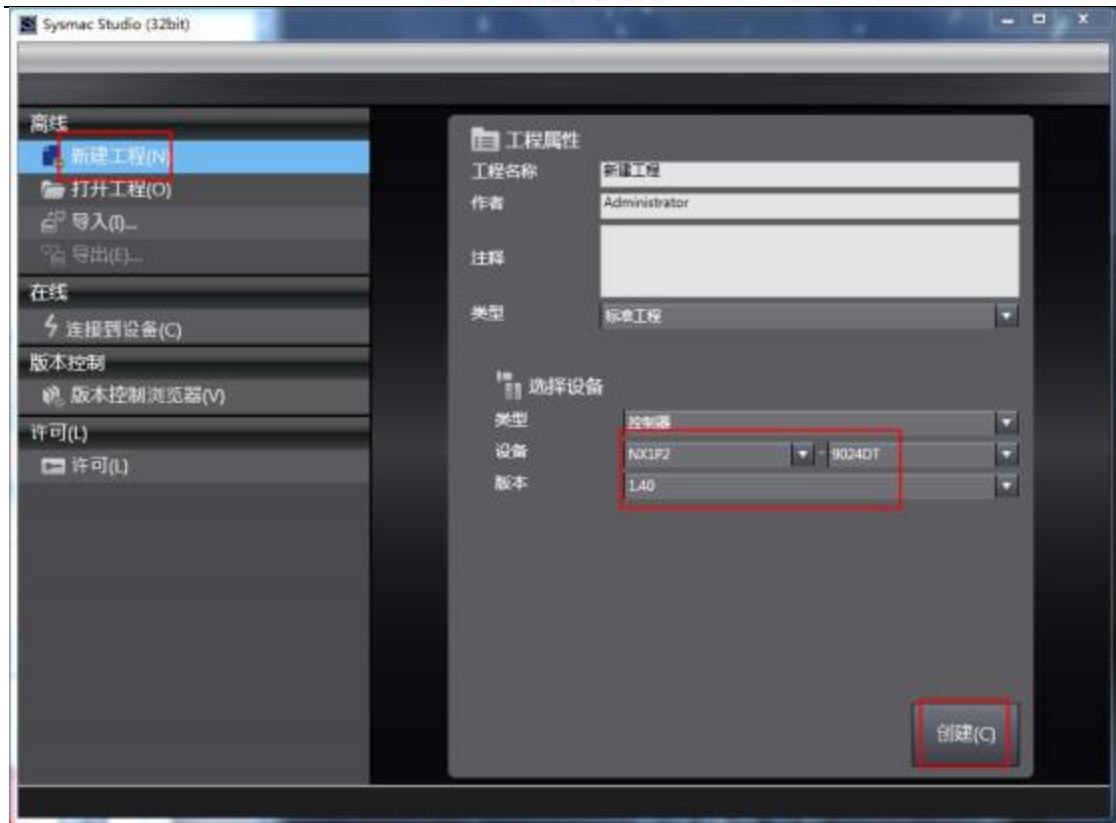 Sysmac Studio (32bit)
离线
新建工程(N)
打开工程(O)
导入(I)...
导出(E)...
在线
连接到设备(C)
版本控制
版本控制浏览器(V)
许可(L)
许可(L)
工程属性
工程名称 新建工程
作者 Administrator
注释
类型 标准工程
选择设备
类型 控制器
设备 NX1P2 - 9024DT
版本 1.40
创建(C)